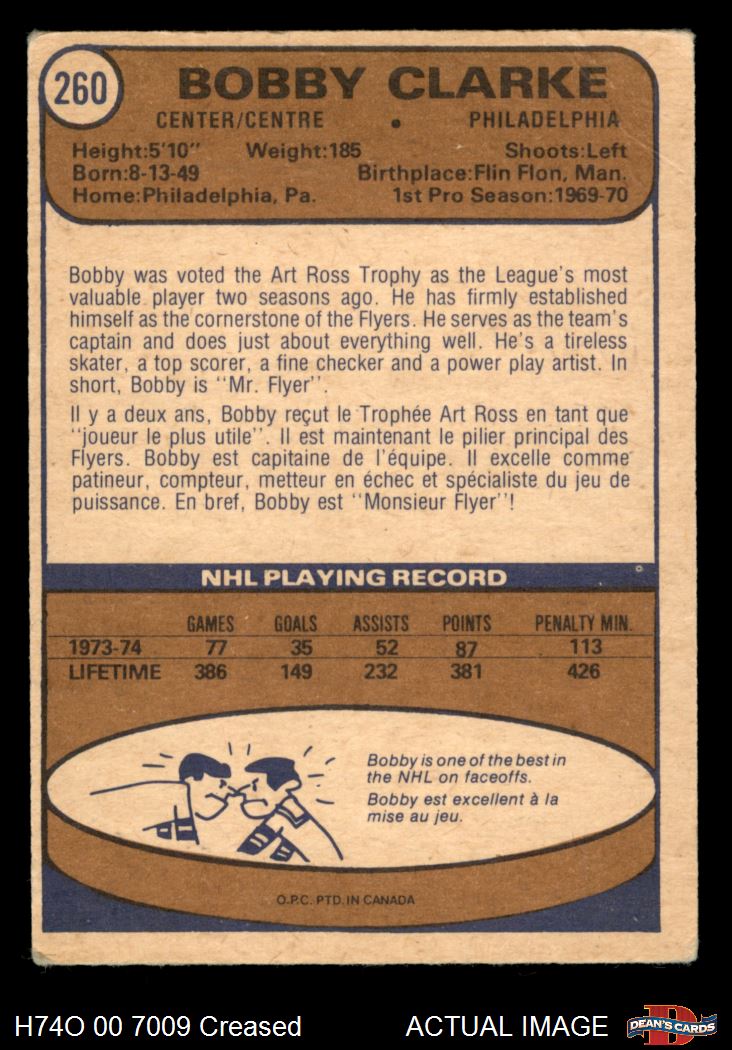 260
BOBBY CLARKE
CENTER/CENTRE • PHILADELPHIA
Height:5'10" Weight:185 Shoots:Left
Born:8-13-49 Birthplace:Flin Flon, Man.
Home:Philadelphia, Pa. 1st Pro Season:1969-70
Bobby was voted the Art Ross Trophy as the League's most
valuable player two seasons ago. He has firmly established
himself as the cornerstone of the Flyers. He serves as the team's
captain and does just about everything well. He's a tireless
skater, a top scorer, a fine checker and a power play artist. In
short, Bobby is "Mr. Flyer".
Il y a deux ans, Bobby reçut le Trophée Art Ross en tant que
"joueur le plus utile". Il est maintenant le pilier principal des
Flyers. Bobby est capitaine de l'équipe. Il excelle comme
patineur, compteur, metteur en échec et spécialiste du jeu de
puissance. En bref, Bobby est "Monsieur Flyer"!
NHL PLAYING RECORD
GAMES GOALS ASSISTS POINTS PENALTY MIN.
1973-74 77 35 52 87 113
LIFETIME 386 149 232 381 426
Bobby is one of the best in
the NHL on faceoffs.
Bobby est excellent à la
mise au jeu.
O.P.C. PTD. IN CANADA
H74O 00 7009 Creased ACTUAL IMAGE
D
DEAN'S CARDS